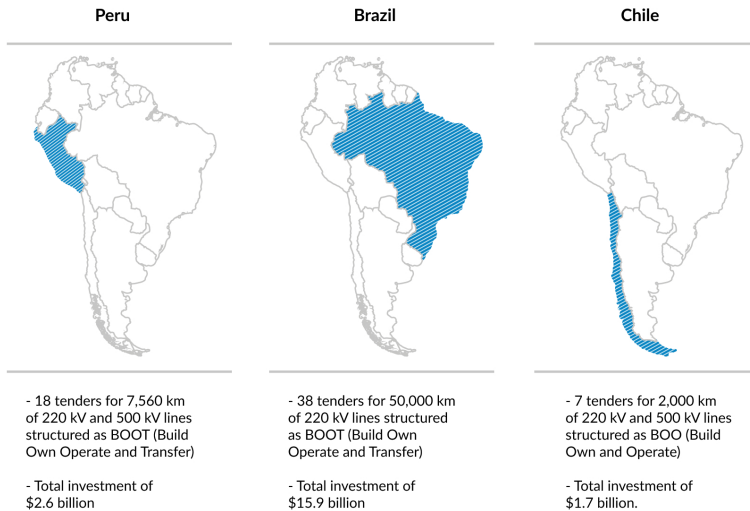 Peru
- 18 tenders for 7,560 km
of 220 kV and 500 kV lines
structured as BOOT (Build
Own Operate and Transfer)
- Total investment of
$2.6 billion
Brazil
- 38 tenders for 50,000 km
of 220 kV lines structured
as BOOT (Build Own
Operate and Transfer)
- Total investment of
$15.9 billion
Chile
- 7 tenders for 2,000 km
of 220 kV and 500 kV lines
structured as BOO (Build
Own and Operate)
- Total investment of
$1.7 billion.